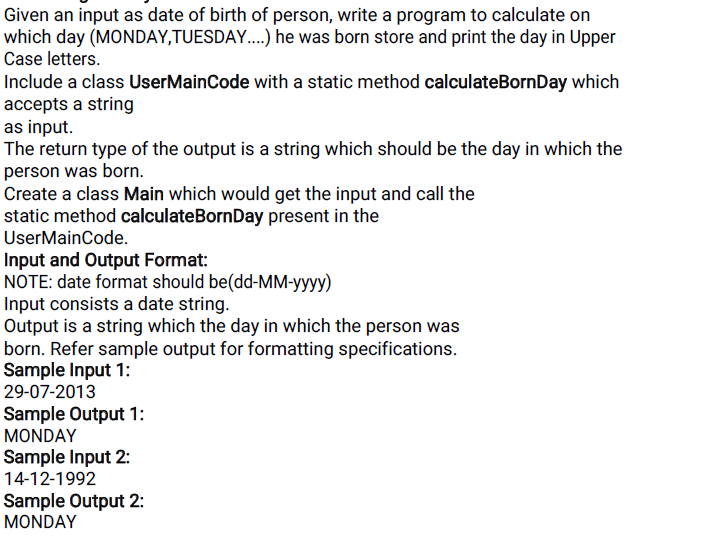 Given an input as date of birth of person, write a program to calculate on
which day (MONDAY,TUESDAY....) he was born store and print the day in Upper
Case letters.
Include a class UserMainCode with a static method calculateBornDay which
accepts a string
as input.
The return type of the output is a string which should be the day in which the
person was born.
Create a class Main which would get the input and call the
static method calculateBornDay present in the
UserMainCode.
Input and Output Format:
NOTE: date format should be(dd-MM-yyyy)
Input consists a date string.
Output is a string which the day in which the person was
born. Refer sample output for formatting specifications.
Sample Input 1:
29-07-2013
Sample Output 1:
MONDAY
Sample Input 2:
14-12-1992
Sample Output 2:
MONDAY